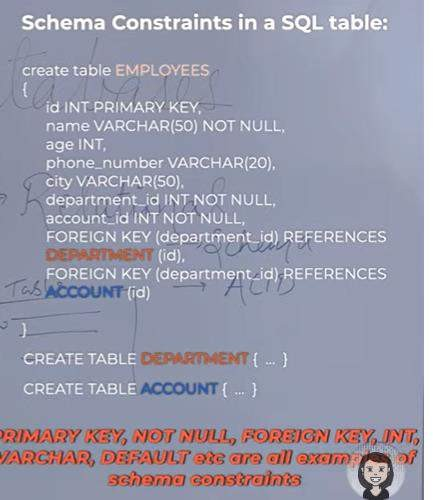 Schema Constraints in a SQL table:
create table EMPLOYEES
{
id INT PRIMARY KEY,
name VARCHAR(50) NOT NULL,
age INT,
phone_number VARCHAR(20),
city VARCHAR(50),
department_id INT NOT NULL,
account_id INT NOT NULL,
FOREIGN KEY (department_id) REFERENCES
DEPARTMENT (id),
FOREIGN KEY (department_id) REFERENCES
ACCOUNT (id)
→ ACID
}
CREATE TABLE DEPARTMENT { ... }
CREATE TABLE ACCOUNT { ... }
PRIMARY KEY, NOT NULL, FOREIGN KEY, INT,
VARCHAR, DEFAULT etc are all of
schema constraints